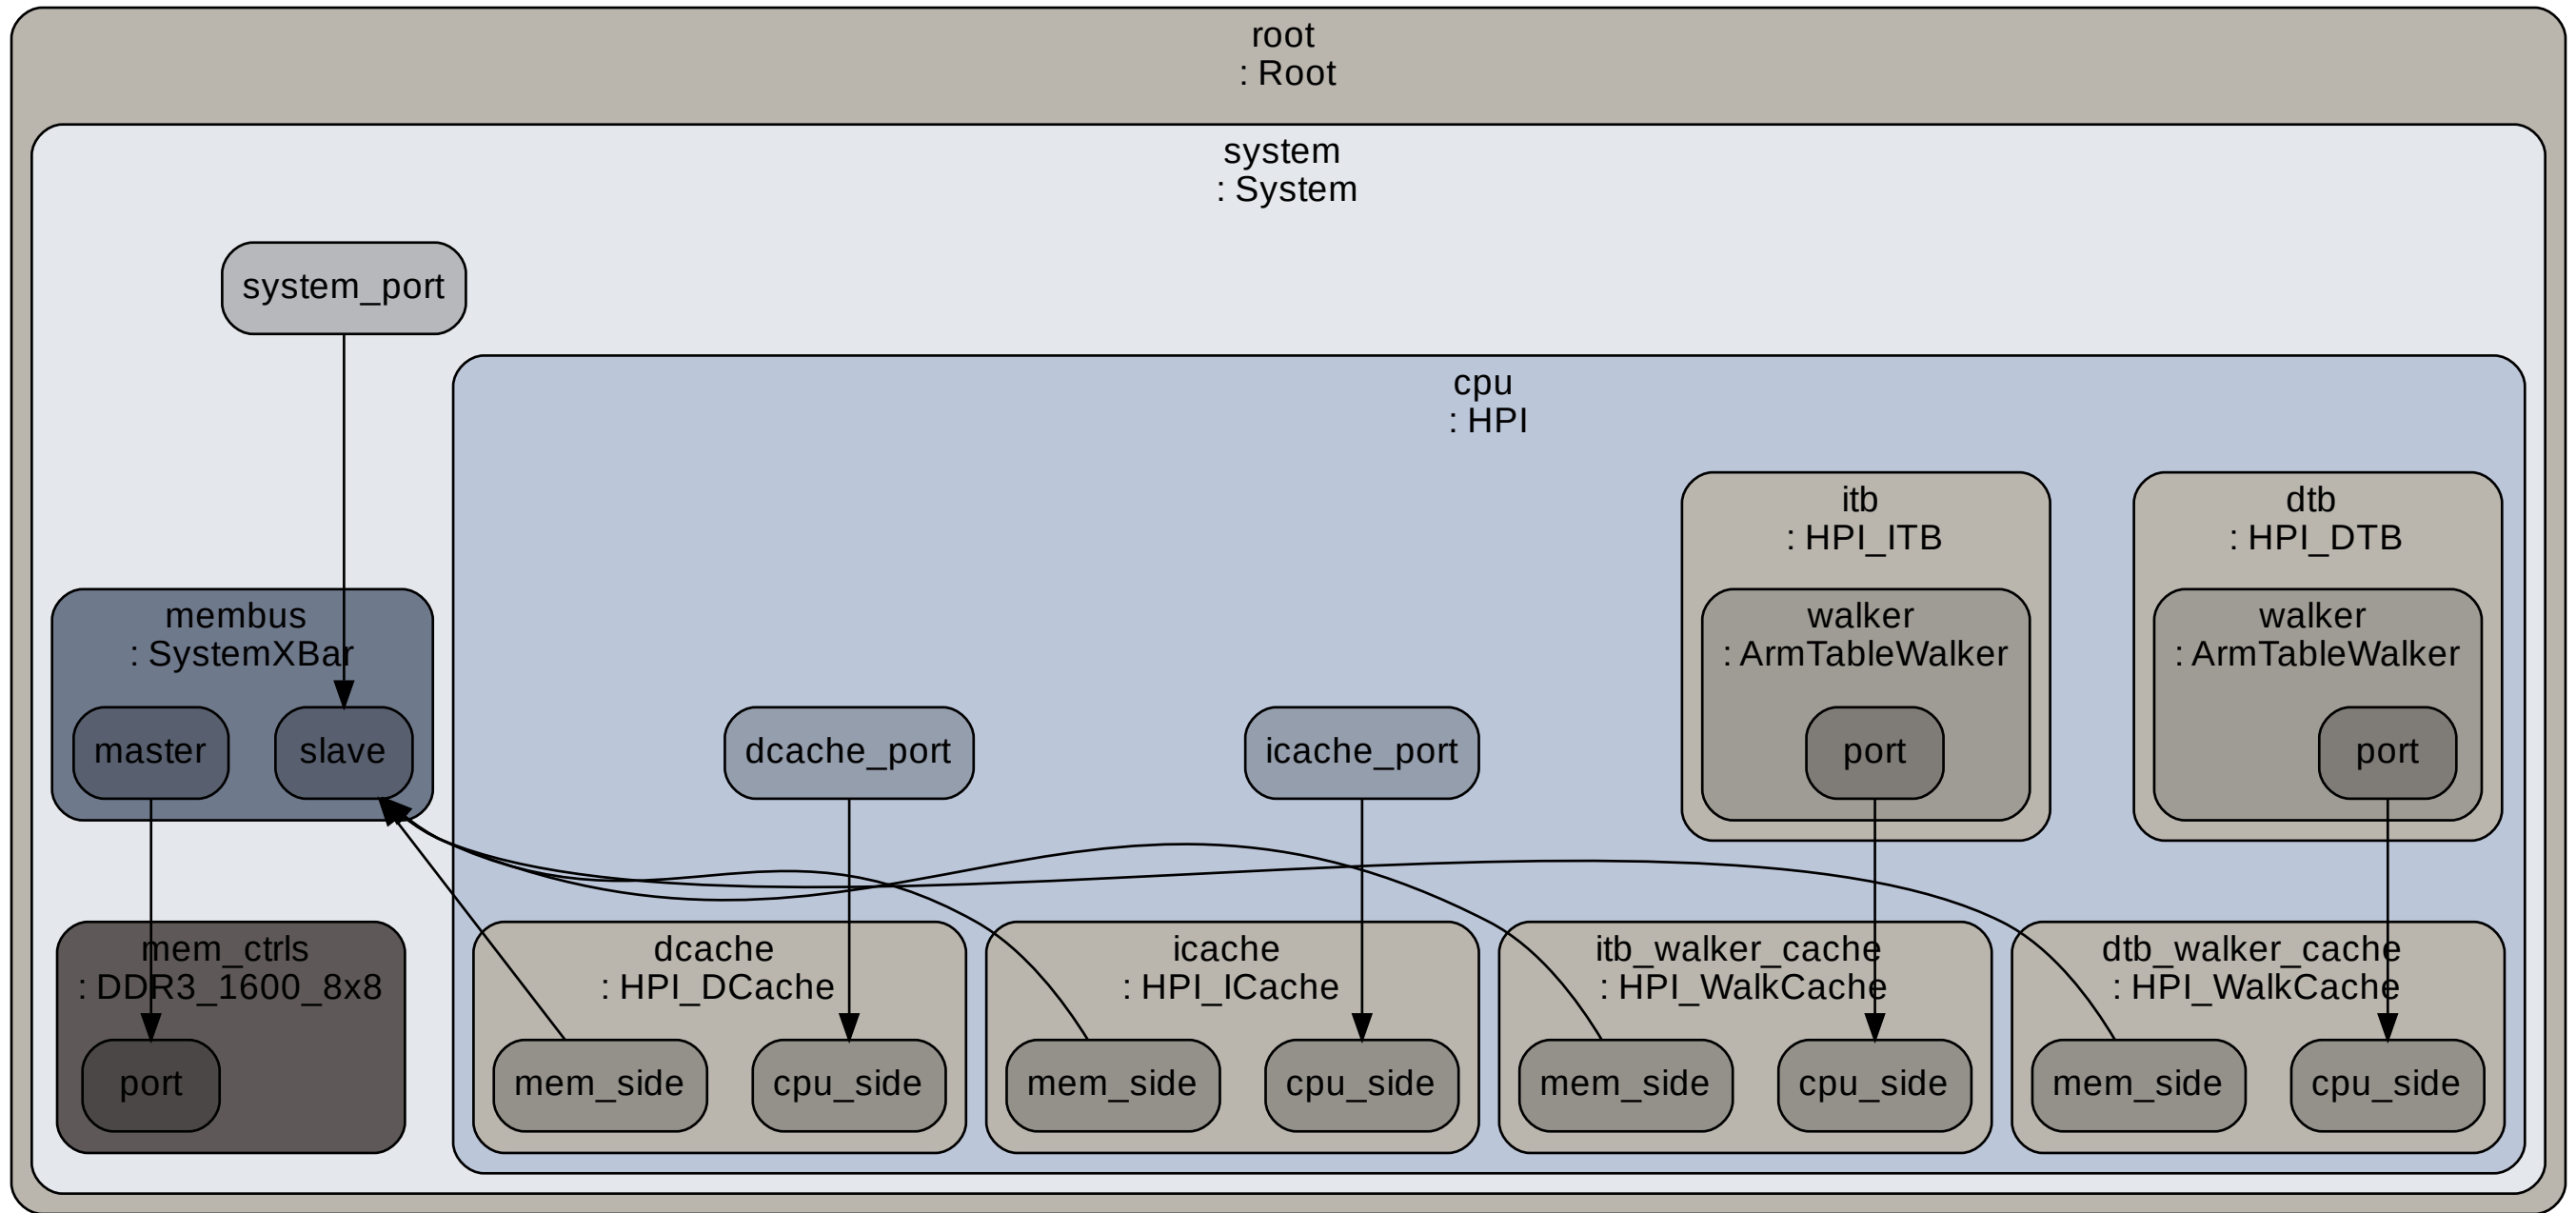 root
: Root
system
: System
system_port
cpu
: HPI
itb
: HPI_ITB
dtb
: HPI_DTB
membus
: SystemXBar
walker
: ArmTableWalker
walker
: ArmTableWalker
master
slave
dcache_port
icache_port
port
port
mem_ctrls
: DDR3_1600_8x8
dcache
: HPI_DCache
icache
: HPI_ICache
itb_walker_cache
: HPI_WalkCache
dtb_walker_cache
: HPI_WalkCache
port
mem_side
cpu_side
mem_side
cpu_side
mem_side
cpu_side
mem_side
cpu_side